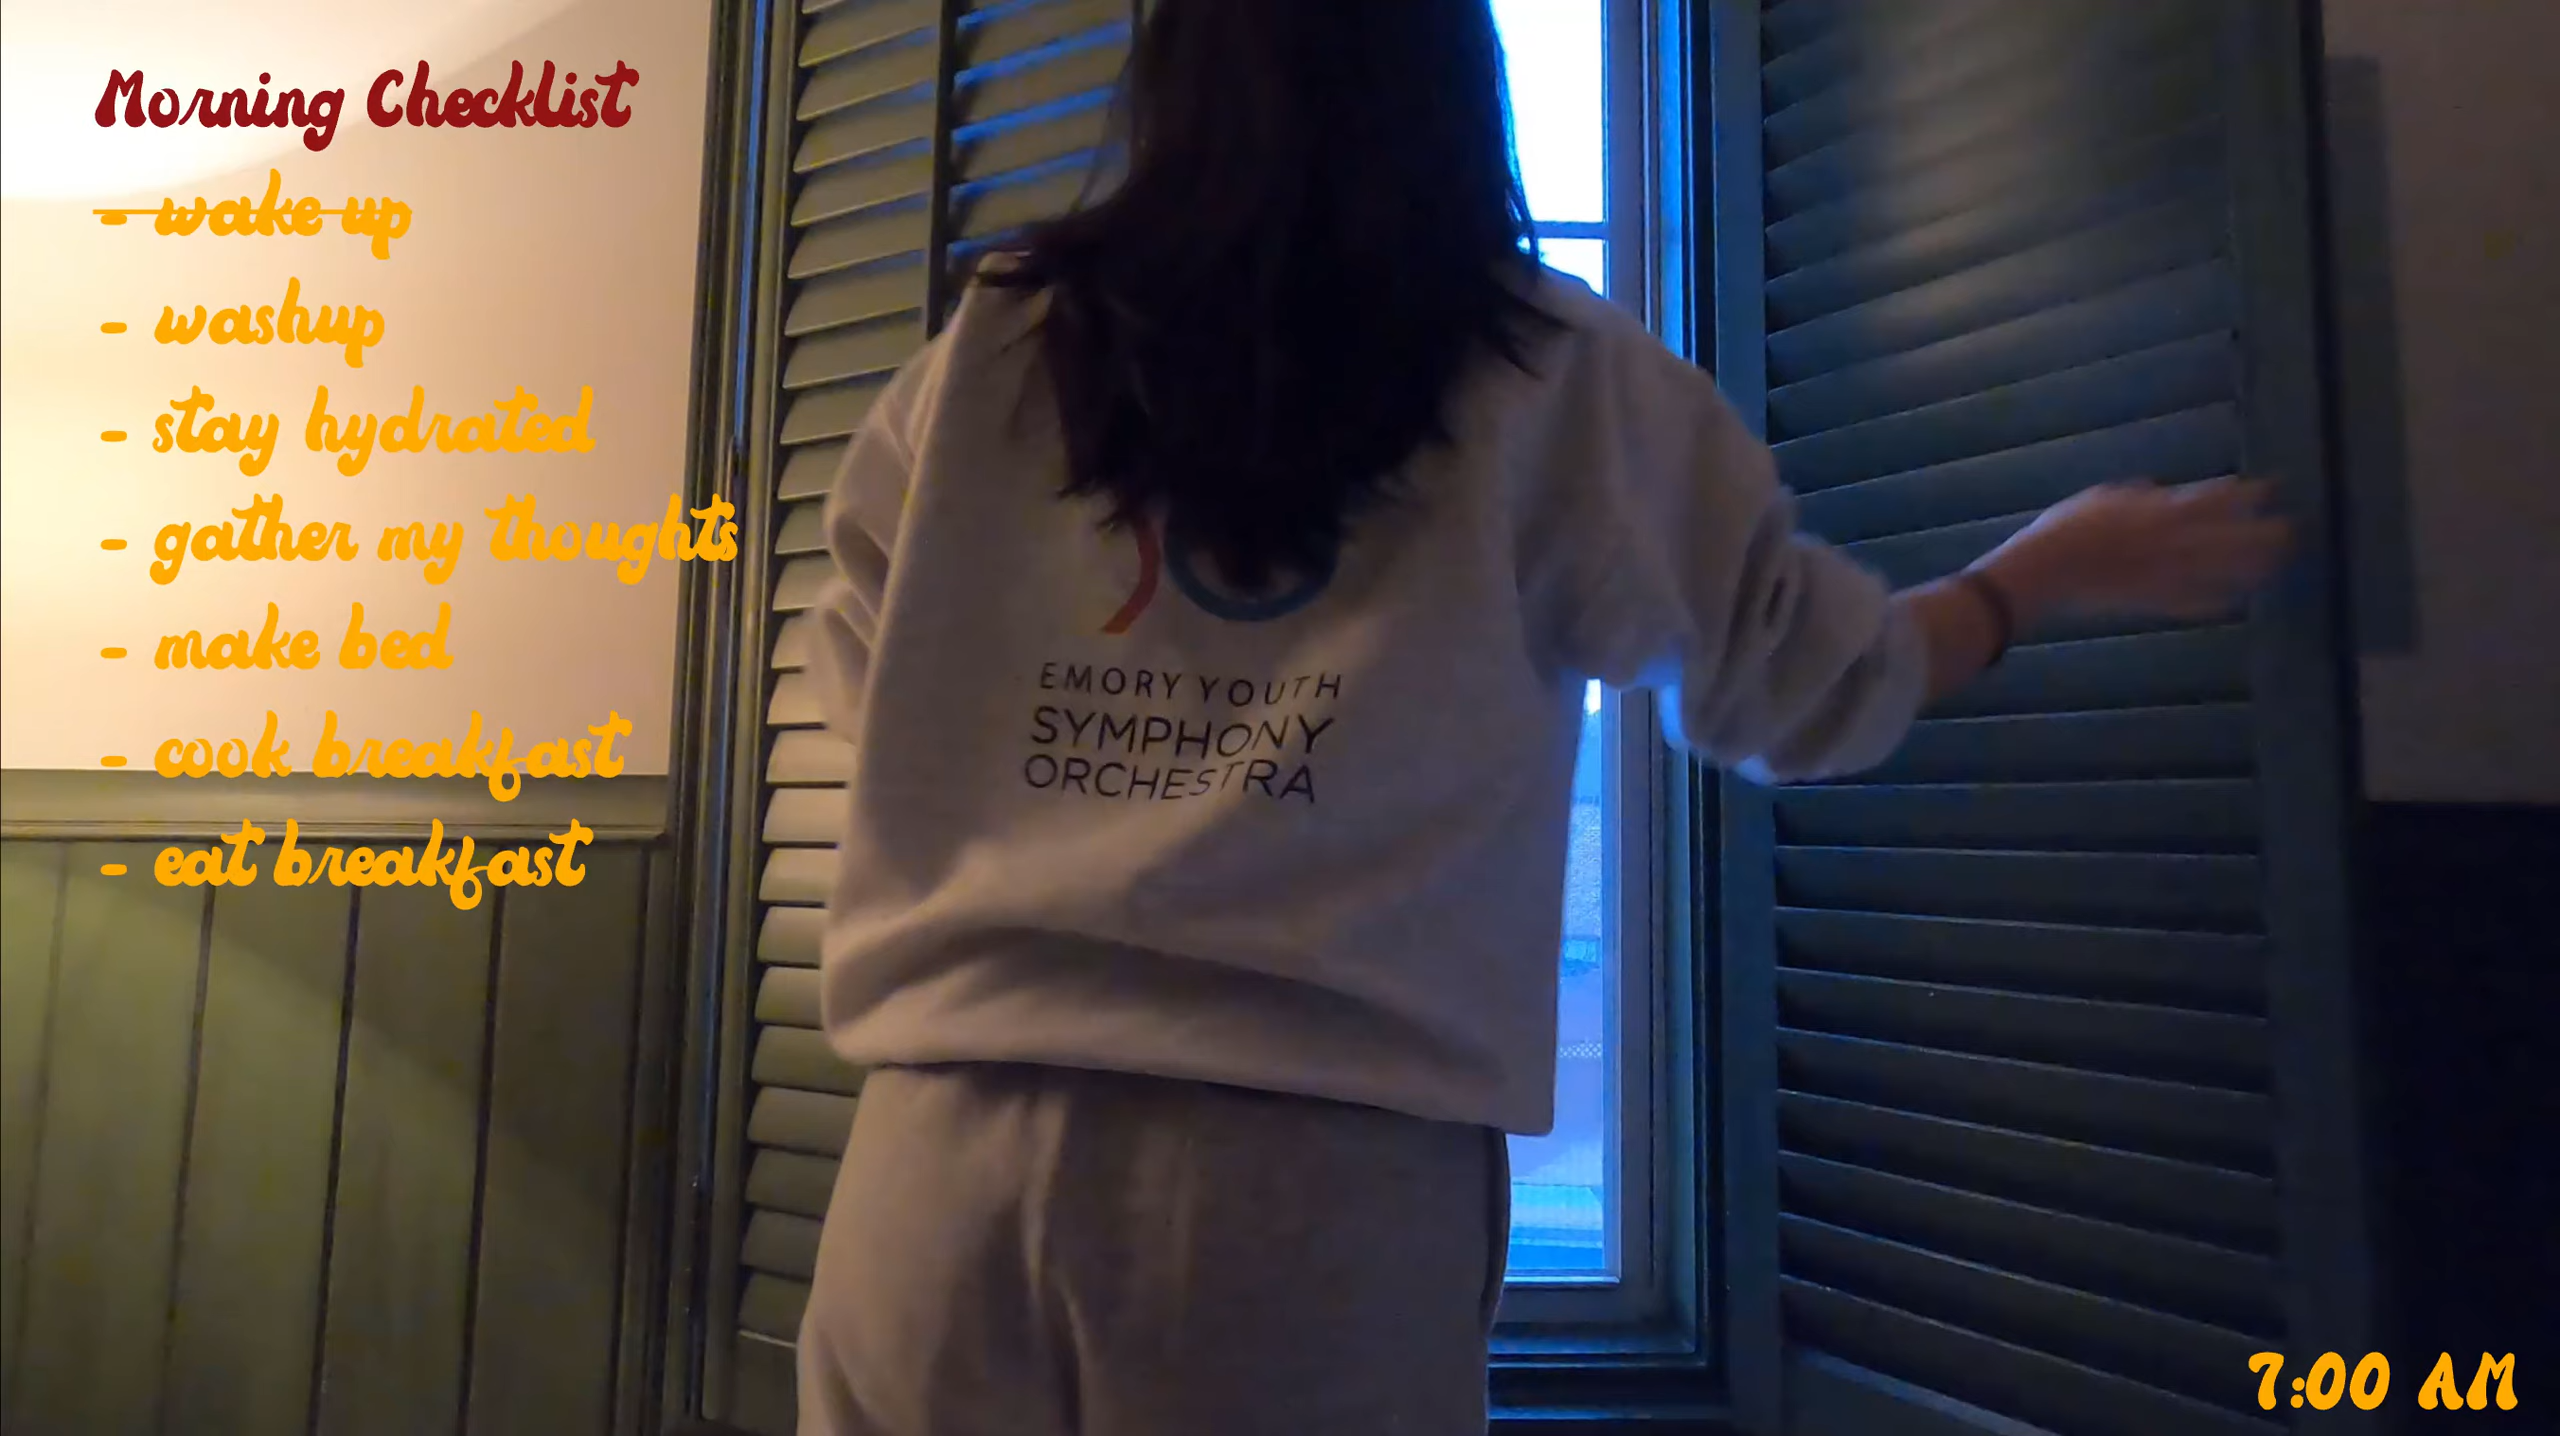 Morning Checklist
- wake up
- washup
- stay hydrated
- gather my thoughts
- make bed
- cook breakfast
- eat breakfast
EMORY YOUTH
SYMPHONY
ORCHESTRA
7:00 AM